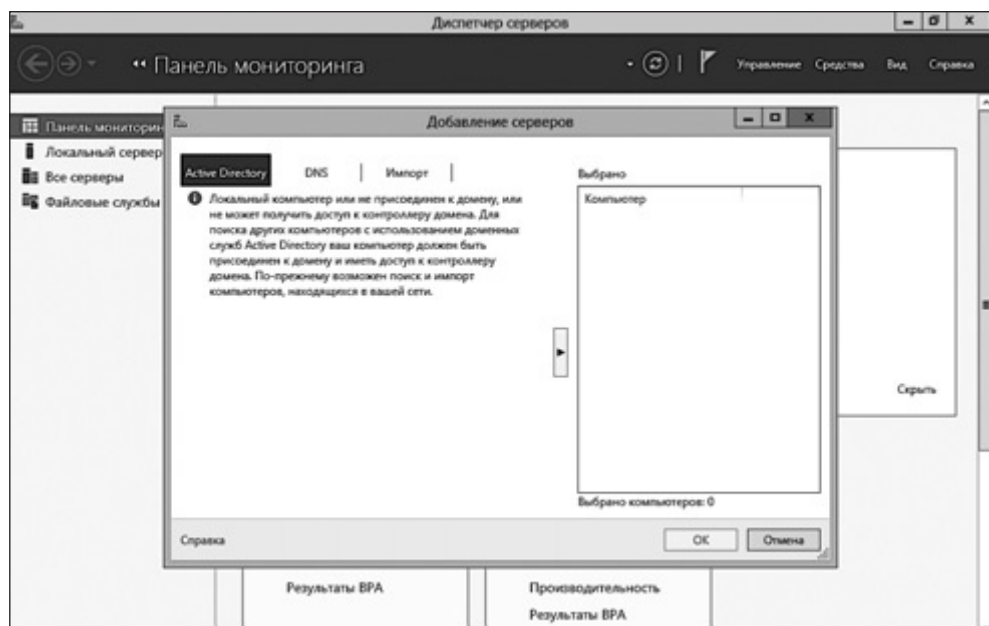 Диспетчер серверов
Панель мониторинга
Управление Средства Вид Справка
Панель мониторин
Локальный сервер
Все серверы
Файловые службы
Добавление серверов
Active Directory DNS Импорт
Локальный компьютер или не присоединен к домену, или
не может получить доступ к контроллеру домена. Для
поиска других компьютеров с использованием доменных
служб Active Directory ваш компьютер должен быть
присоединен к домену и иметь доступ к контроллеру
домена. По-прежнему возможен поиск и импорт
компьютеров, находящихся в вашей сети.
Выбрано
Компьютер
Выбрано компьютеров: 0
Скрыть
Справка
ОК Отмена
Результаты BPA
Производительность
Результаты BPA